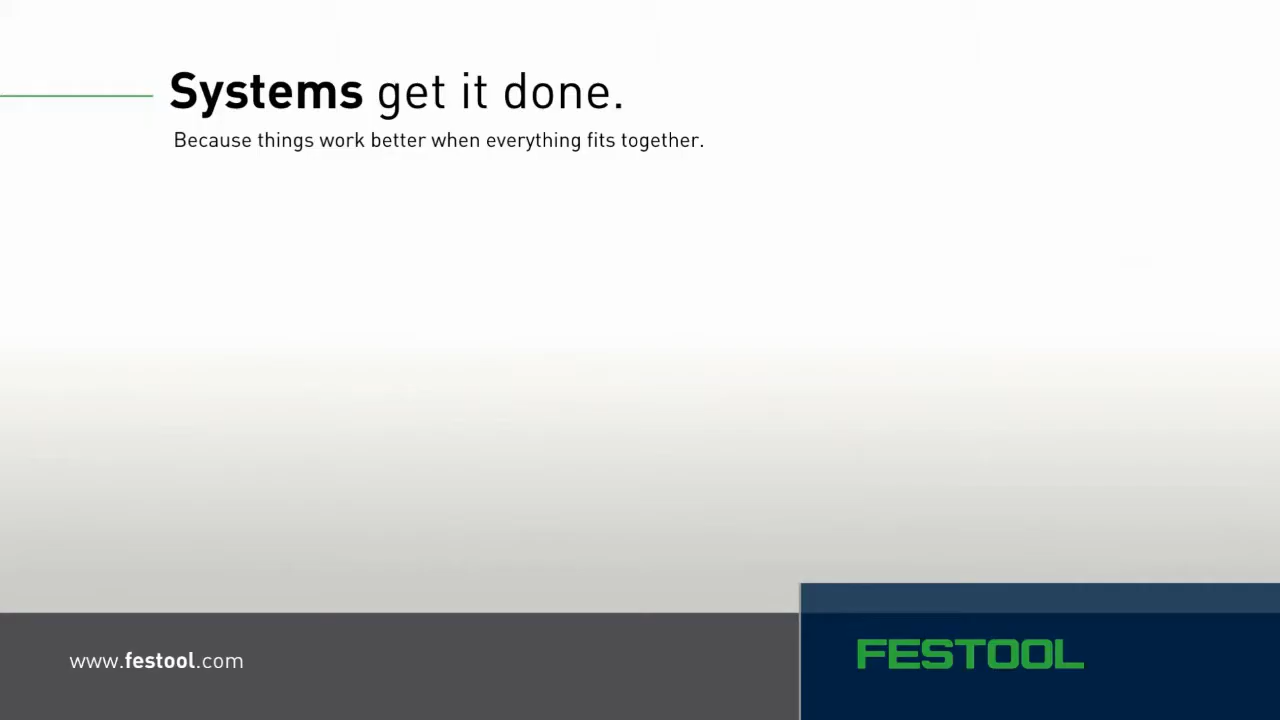 Systems get it done.
Because things work better when everything fits together.
www.festool.com
FESTOOL